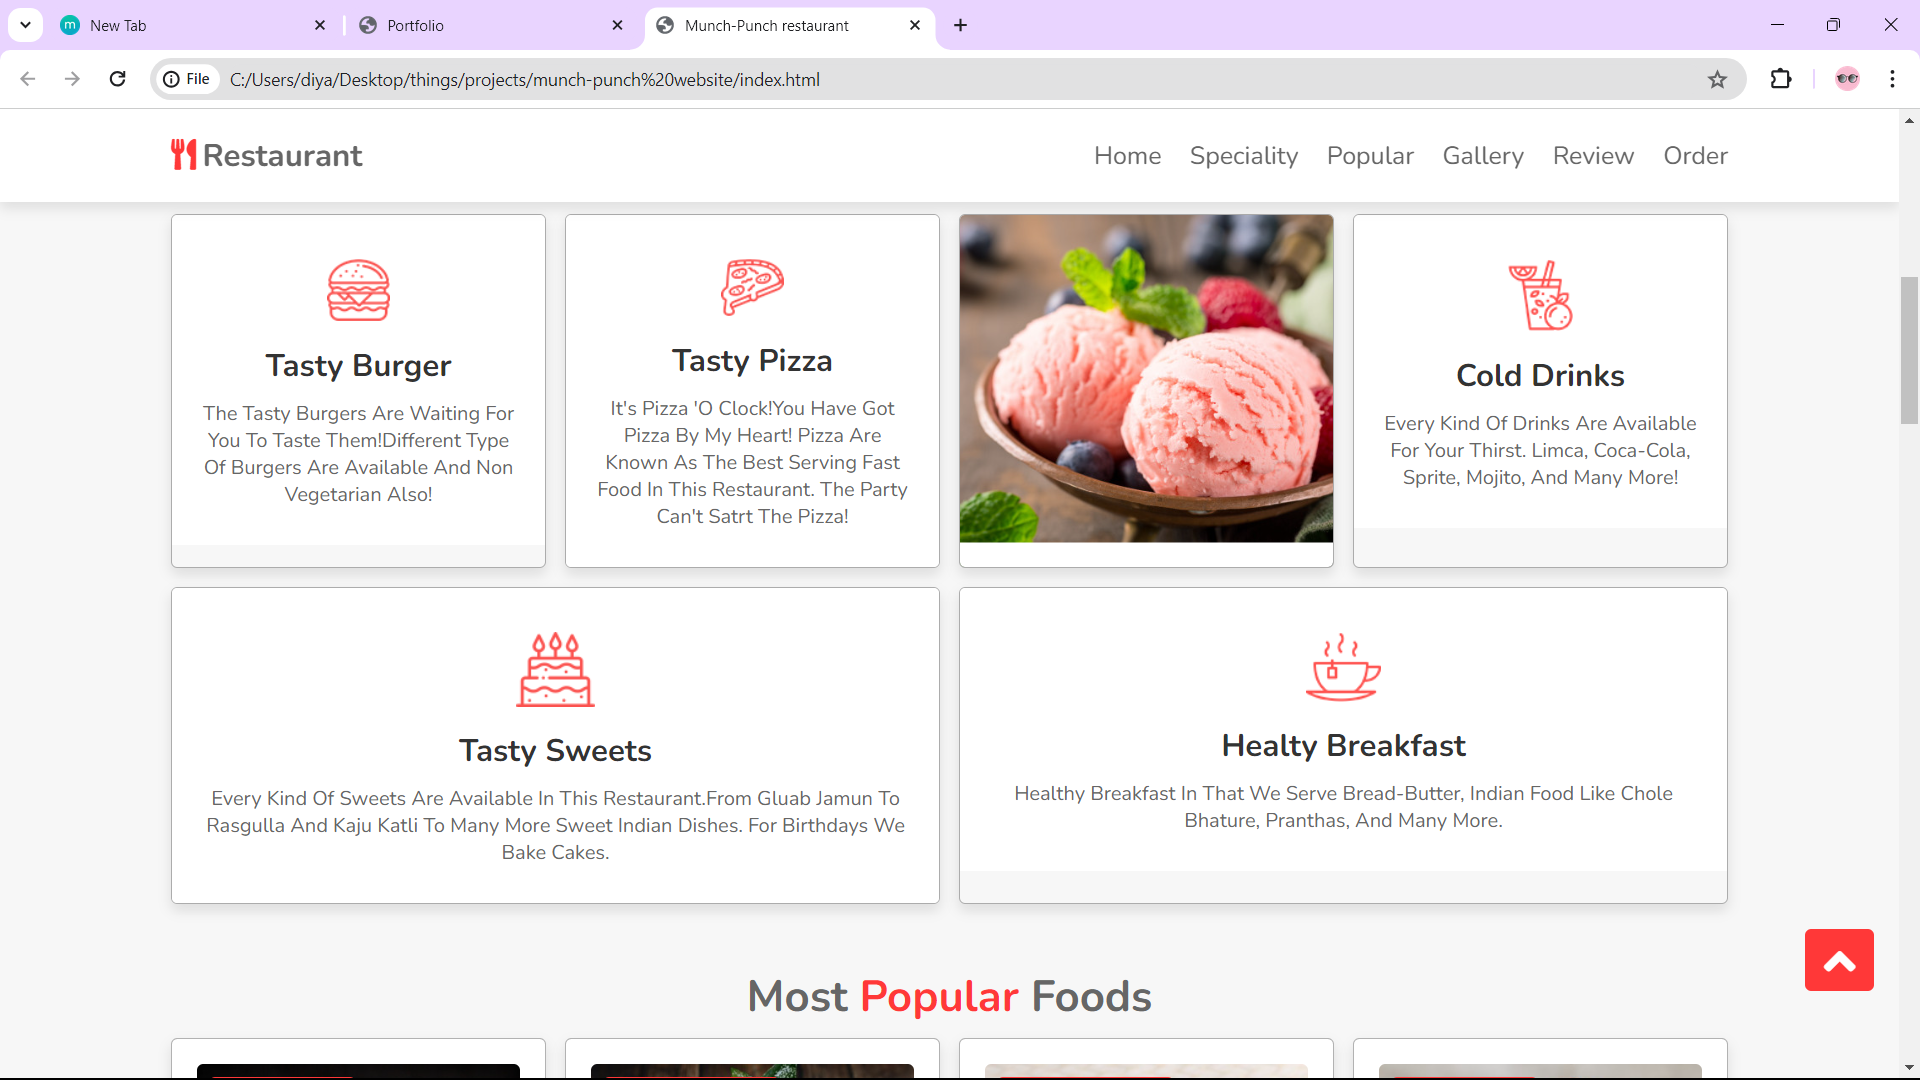 New Tab
Portfolio
Munch-Punch restaurant
File
C:/Users/diya/Desktop/things/projects/munch-punch%20website/index.html
Restaurant
Home Speciality Popular Gallery Review Order
Tasty Burger
The Tasty Burgers Are Waiting For
You To Taste Them!Different Type
Of Burgers Are Available And Non
Vegetarian Also!
Tasty Pizza
It's Pizza 'O Clock!You Have Got
Pizza By My Heart! Pizza Are
Known As The Best Serving Fast
Food In This Restaurant. The Party
Can't Satrt The Pizza!
Cold Drinks
Every Kind Of Drinks Are Available
For Your Thirst. Limca, Coca-Cola,
Sprite, Mojito, And Many More!
Tasty Sweets
Every Kind Of Sweets Are Available In This Restaurant.From Gluab Jamun To
Rasgulla And Kaju Katli To Many More Sweet Indian Dishes. For Birthdays We
Bake Cakes.
Healty Breakfast
Healthy Breakfast In That We Serve Bread-Butter, Indian Food Like Chole
Bhature, Pranthas, And Many More.
Most Popular Foods